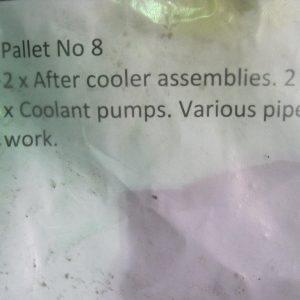 Pallet No 8
2 x After cooler assemblies. 2
x Coolant pumps. Various pipe
work.